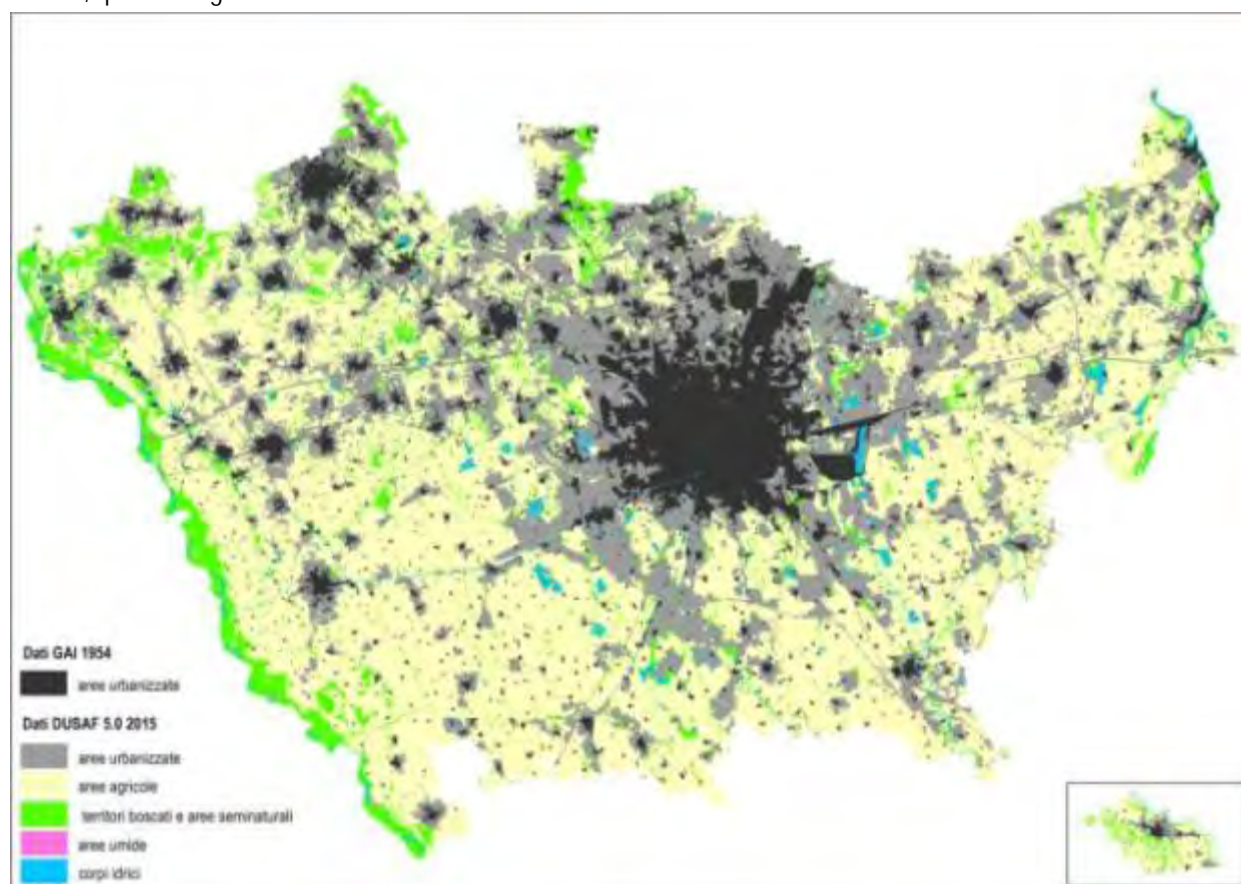 Dati GAI 1954
aree urbanizzate
Dati DUSAF 5.0 2015
aree urbanizzate
aree agricole
territori boscati e aree seminaturali
aree umide
corpi idrici